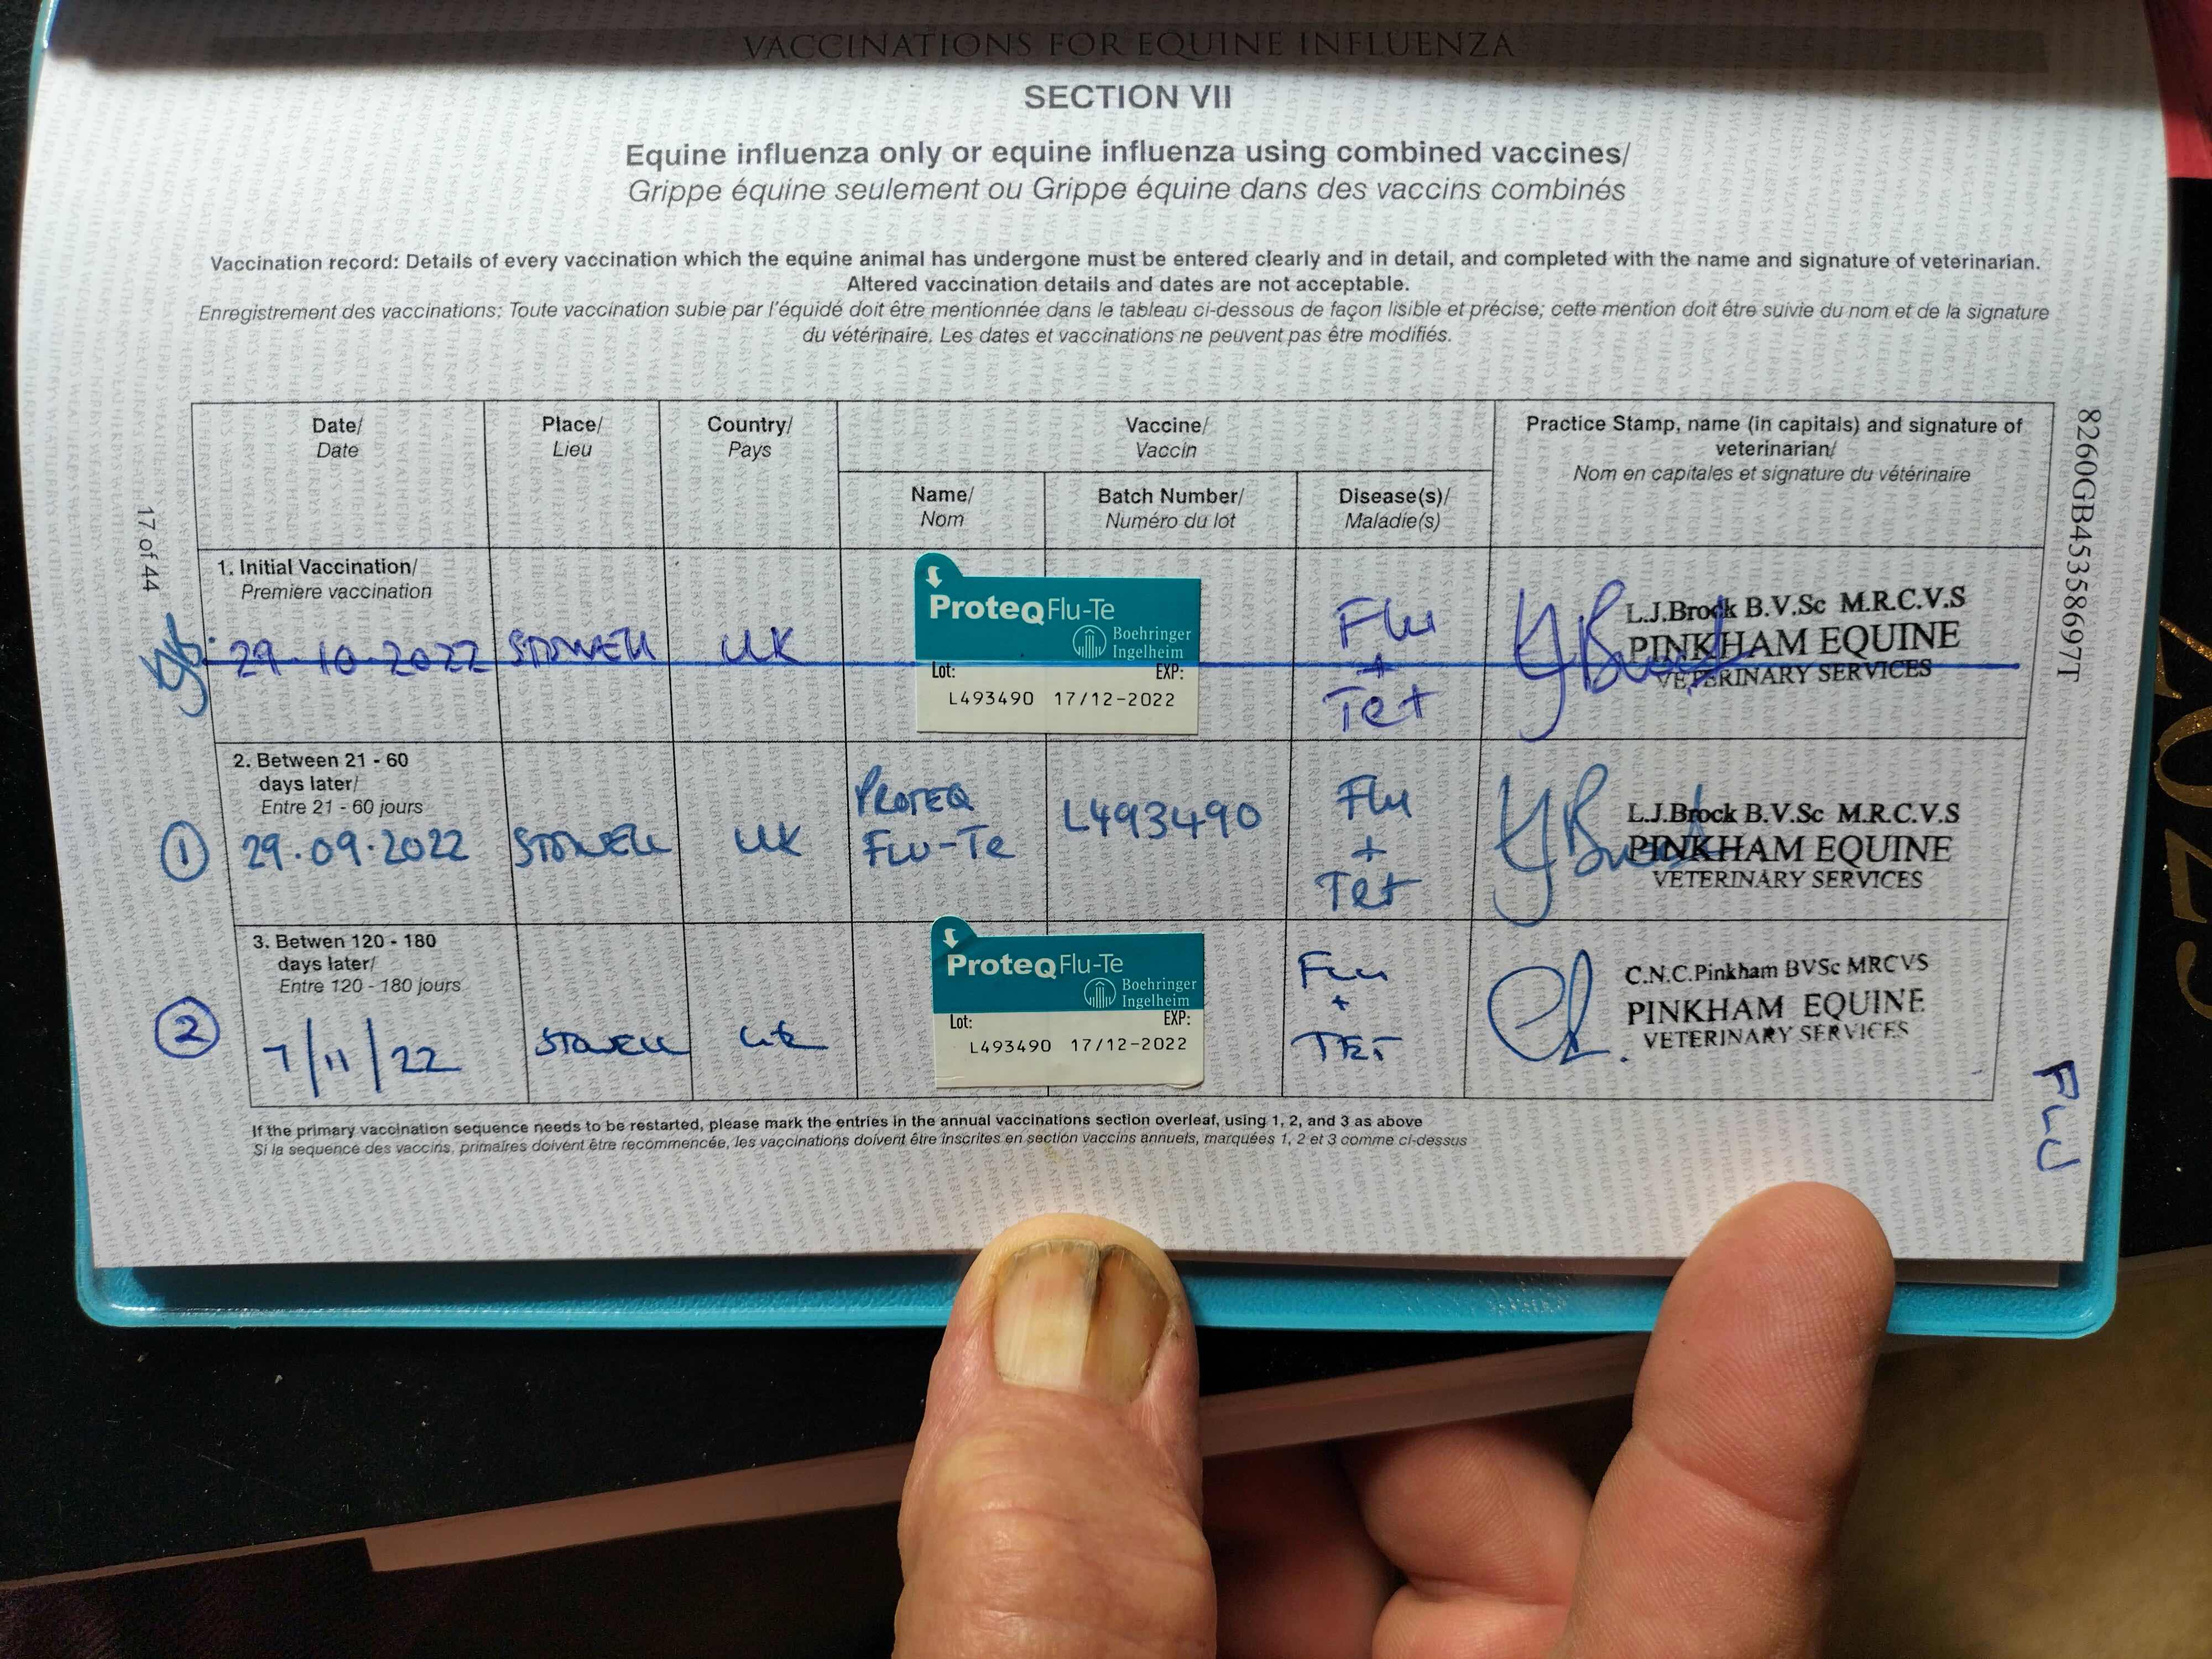 VACCINATIONS FOR EQUINE INFLUENZA
SECTION VII
Equine influenza only or equine influenza using combined vaccines/
Grippe équine seulement ou Grippe équine dans des vaccins combinés
Vaccination record: Details of every vaccination which the equine animal has undergone must be entered clearly and in detail, and completed with the name and signature of veterinarian.
Altered vaccination details and dates are not acceptable.
Enregistrement des vaccinations: Toute vaccination subie par l'équidé doit être mentionnée dans le tableau ci-dessous de façon lisible et précise; cette mention doit être suivie du nom et de la signature
du vétérinaire. Les dates et vaccinations ne peuvent pas être modifiés.
Date/
Date
Place/
Lieu
Country/
Pays
Vaccine/
Vaccin
Practice Stamp, name (in capitals) and signature of
veterinarian/
Nom en capitales et signature du vétérinaire
Name/
Nom
Batch Number/
Numéro du lot
Disease(s)/
Maladie(s)
1. Initial Vaccination/
Premiere vaccination
29-10-2022
STOWELL
UK
ProteqFlu-Te
Boehringer
Ingelheim
Lot: EXP:
L493490 17/12-2022
Flu
+
Tet
L.J.Brock B.V.Sc M.R.C.V.S
PINKHAM EQUINE
VETERINARY SERVICES
2. Between 21 - 60
days later/
Entre 21 - 60 jours
1
29.09.2022
STOWELL
UK
PROTEQ
FLU-Te
L493490
Flu
+
Tet
L.J.Brock B.V.Sc M.R.C.V.S
PINKHAM EQUINE
VETERINARY SERVICES
3. Betwen 120 - 180
days later/
Entre 120 - 180 jours
2
7/11/22
STOWELL
UK
ProteqFlu-Te
Boehringer
Ingelheim
Lot: EXP:
L493490 17/12-2022
Flu
+
TET
C.N.C.Pinkham BVSc MRCVS
PINKHAM EQUINE
VETERINARY SERVICES
If the primary vaccination sequence needs to be restarted, please mark the entries in the annual vaccinations section overleaf, using 1, 2, and 3 as above
Si la sequence des vaccins, primaires doivent être recommencée, les vaccinations doivent être inscrites en section vaccins annuels, marquées 1, 2 et 3 comme ci-dessus
17 of 44
8260GB45358697T
FLU